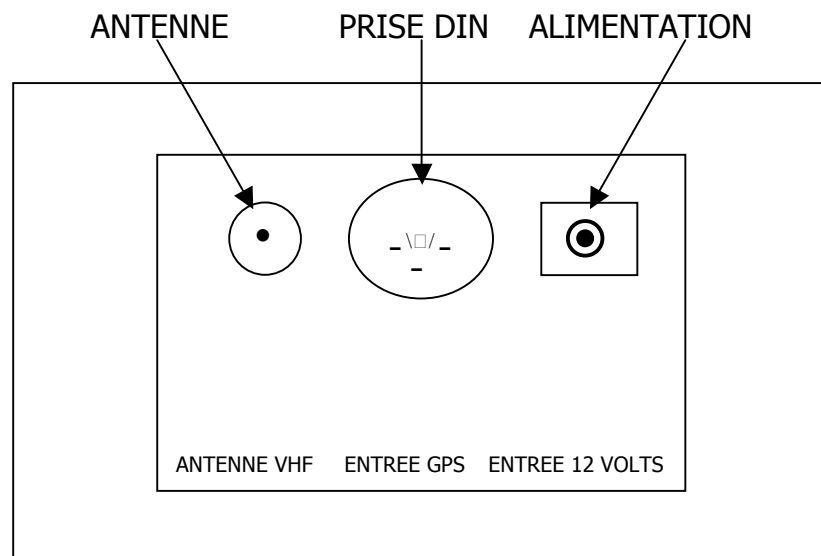 ANTENNE PRISE DIN ALIMENTATION
ANTENNE VHF ENTREE GPS ENTREE 12 VOLTS